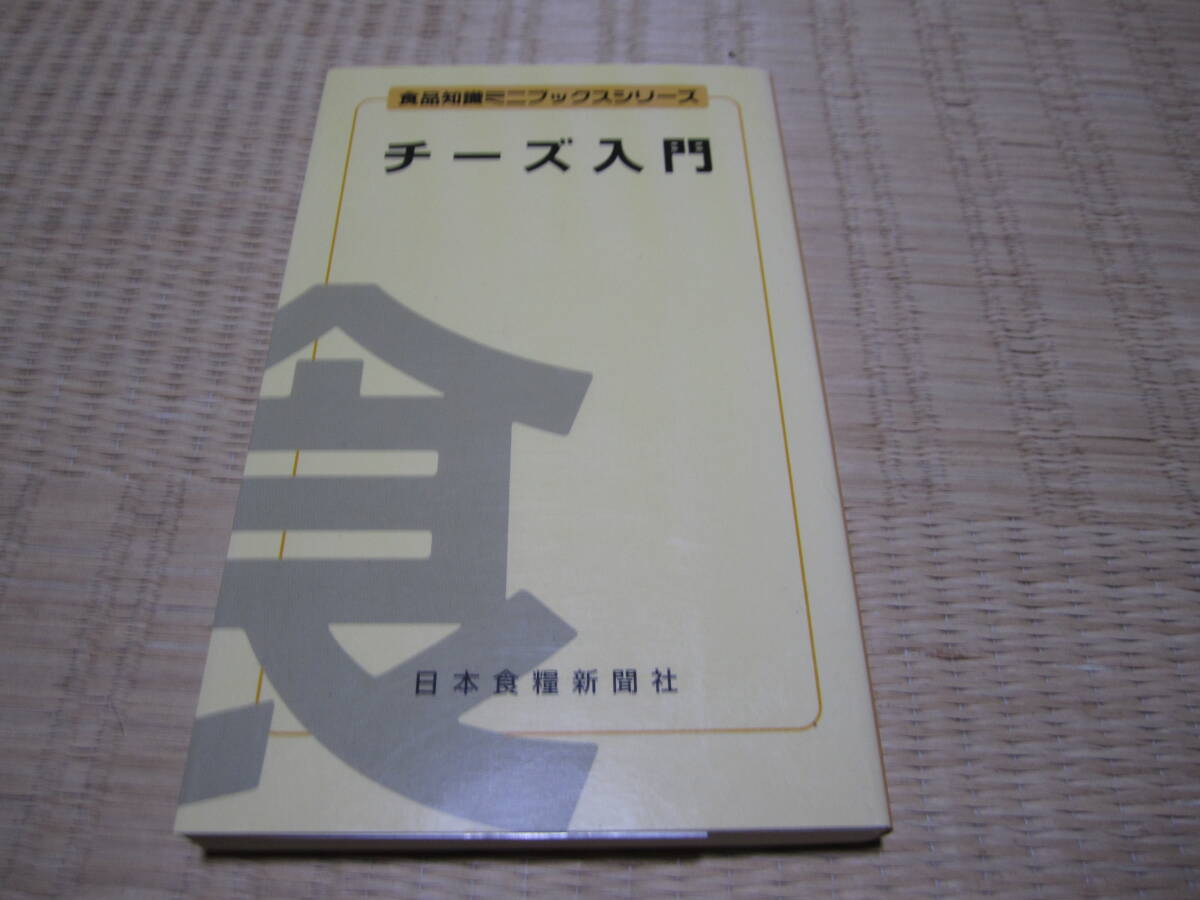 食品知識ミニブックスシリーズ
チーズ入門
食
日本食糧新聞社